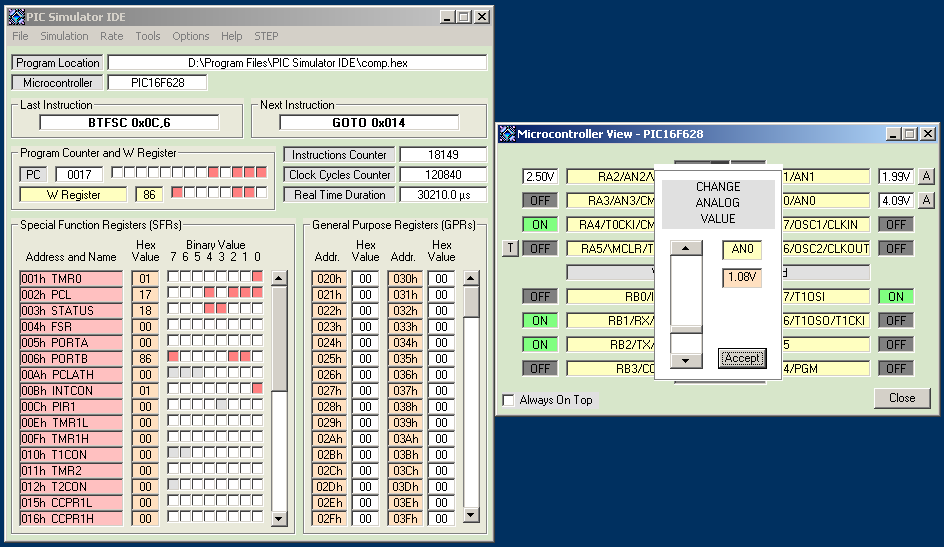 PIC Simulator IDE
File Simulation Rate Tools Options Help STEP
Program Location D:\Program Files\PIC Simulator IDE\comp.hex
Microcontroller PIC16F628
Last Instruction Next Instruction
BTFSC 0x0C,6 GOTO 0x014
Program Counter and W Register
PC 0017
W Register 86
Instructions Counter 18149
Clock Cycles Counter 120840
Real Time Duration 30210.0 µs
Special Function Registers (SFRs)
Address and Name Hex Value Binary Value 7 6 5 4 3 2 1 0
001h TMR0 01
002h PCL 17
003h STATUS 18
004h FSR 00
005h PORTA 00
006h PORTB 86
00Ah PCLATH 00
00Bh INTCON 01
00Ch PIR1 00
00Eh TMR1L 00
00Fh TMR1H 00
010h T1CON 00
011h TMR2 00
012h T2CON 00
015h CCPR1L 00
016h CCPR1H 00
General Purpose Registers (GPRs)
Addr. Hex Value Addr. Hex Value
020h 00 030h 00
021h 00 031h 00
022h 00 032h 00
023h 00 033h 00
024h 00 034h 00
025h 00 035h 00
026h 00 036h 00
027h 00 037h 00
028h 00 038h 00
029h 00 039h 00
02Ah 00 03Ah 00
02Bh 00 03Bh 00
02Ch 00 03Ch 00
02Dh 00 03Dh 00
02Eh 00 03Eh 00
02Fh 00 03Fh 00
Microcontroller View - PIC16F628
2.50V RA2/AN2/ 1/AN1 1.99V A
OFF RA3/AN3/CM 0/AN0 4.09V A
ON RA4/T0CKI/CM 7/OSC1/CLKIN OFF
T OFF RA5/\MCLR/T 6/OSC2/CLKOUT OFF
OFF RB0/I 7/T1OSI ON
ON RB1/RX/ 6/T1OSO/T1CKI OFF
ON RB2/TX/ 5 OFF
OFF RB3/CC 4/PGM OFF
CHANGE
ANALOG
VALUE
AN0
1.08V
Accept
Always On Top
Close